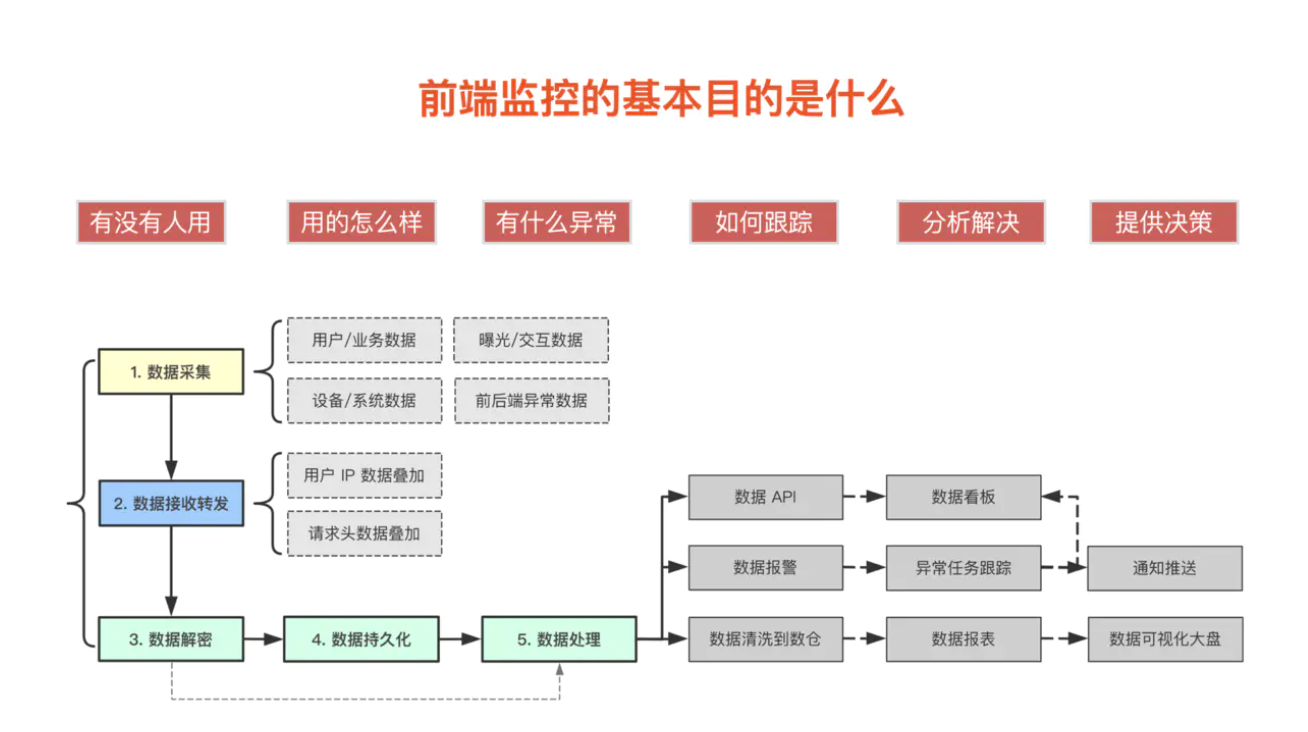 前端监控的基本目的是什么
有没有人用
用的怎么样
有什么异常
如何跟踪
分析解决
提供决策
1. 数据采集
用户/业务数据
曝光/交互数据
设备/系统数据
前后端异常数据
2. 数据接收转发
用户 IP 数据叠加
请求头数据叠加
3. 数据解密
4. 数据持久化
5. 数据处理
数据 API
数据看板
数据报警
异常任务跟踪
通知推送
数据清洗到数仓
数据报表
数据可视化大盘